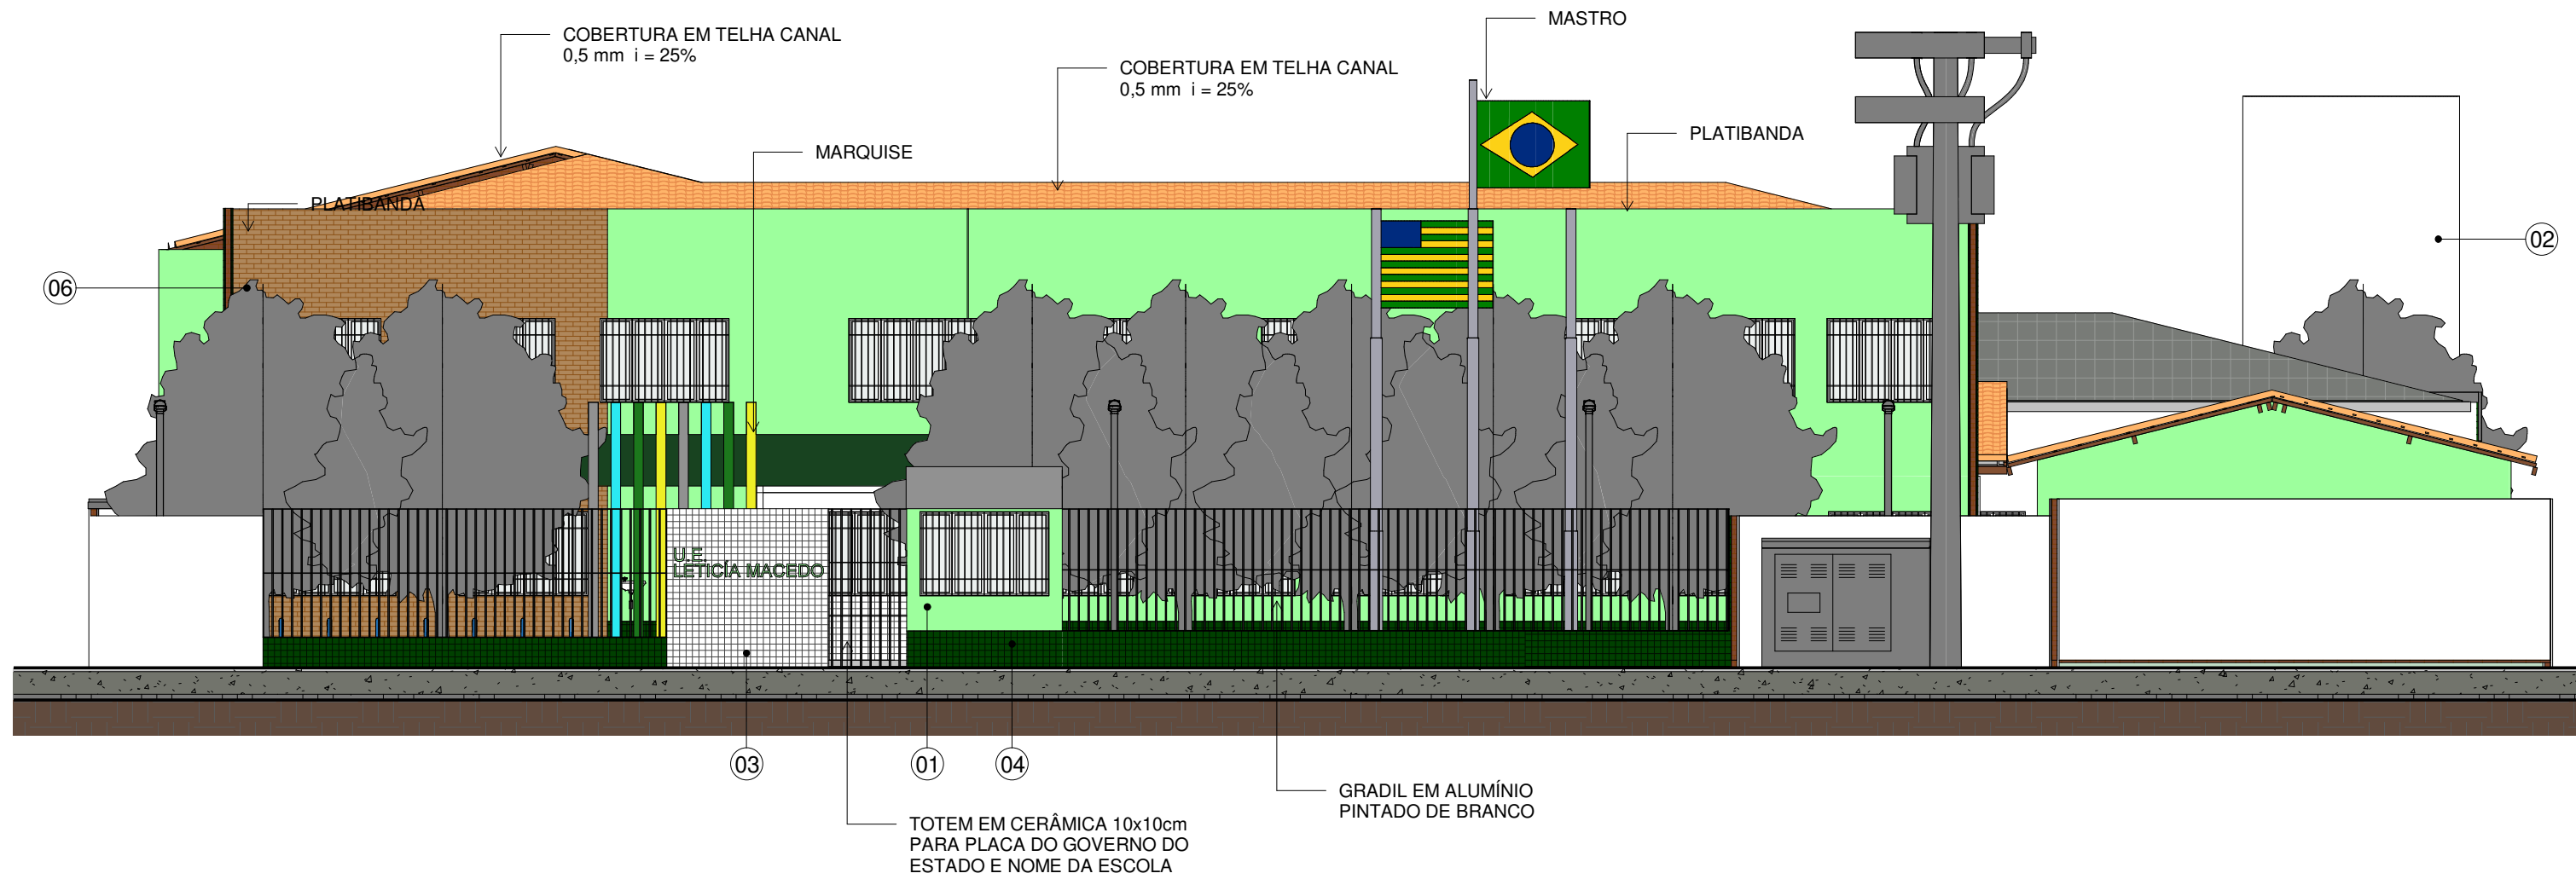 MASTRO
COBERTURA EM TELHA CANAL
0,5 mm i = 25%
COBERTURA EM TELHA CANAL
0,5 mm i = 25%
PLATIBANDA
MARQUISE
PLATIBANDA
02
06
U.E.
LETICÍA MACEDO
03
01
04
GRADIL EM ALUMÍNIO
PINTADO DE BRANCO
TOTEM EM CERÂMICA 10x10cm
PARA PLACA DO GOVERNO DO
ESTADO E NOME DA ESCOLA